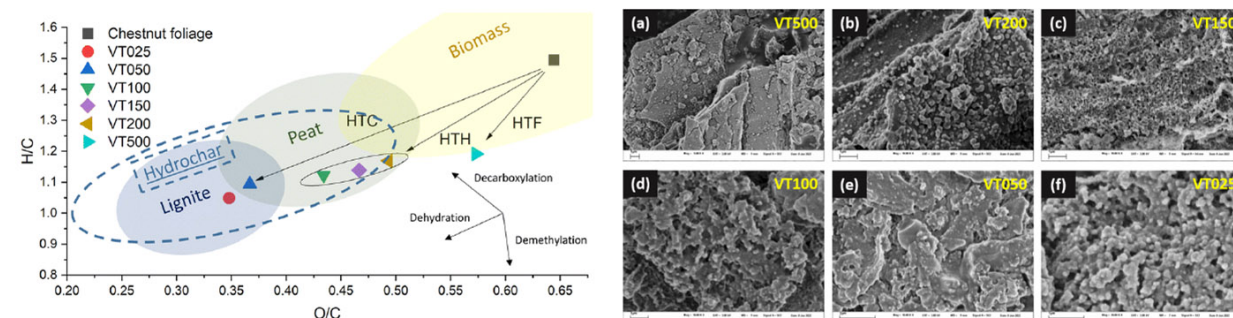 1.6
1.5
1.4
1.3
1.2
1.1
1.0
0.9
0.8
H/C
Chestnut foliage
VT025
VT050
VT100
VT150
VT200
VT500
Biomass
Peat
HTC
HTH
HTF
Hydrochar
Lignite
Decarboxylation
Dehydration
Demethylation
0.20 0.25 0.30 0.35 0.40 0.45 0.50 0.55 0.60 0.65
O/C
(a) VT500
(b) VT200
(c) VT150
(d) VT100
(e) VT050
(f) VT025